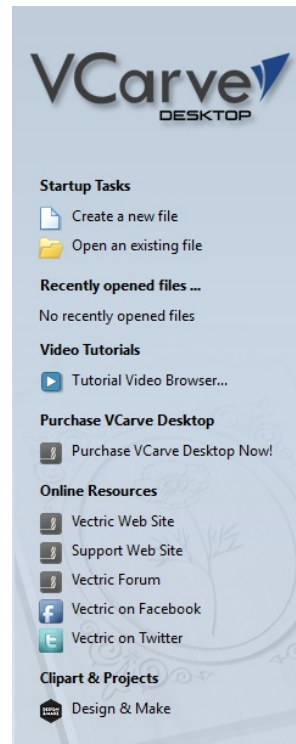 VCarve
DESKTOP
Startup Tasks
Create a new file
Open an existing file
Recently opened files ...
No recently opened files
Video Tutorials
Tutorial Video Browser...
Purchase VCarve Desktop
Purchase VCarve Desktop Now!
Online Resources
Vectric Web Site
Support Web Site
Vectric Forum
Vectric on Facebook
Vectric on Twitter
Clipart & Projects
DESIGN
&MAKE
Design & Make